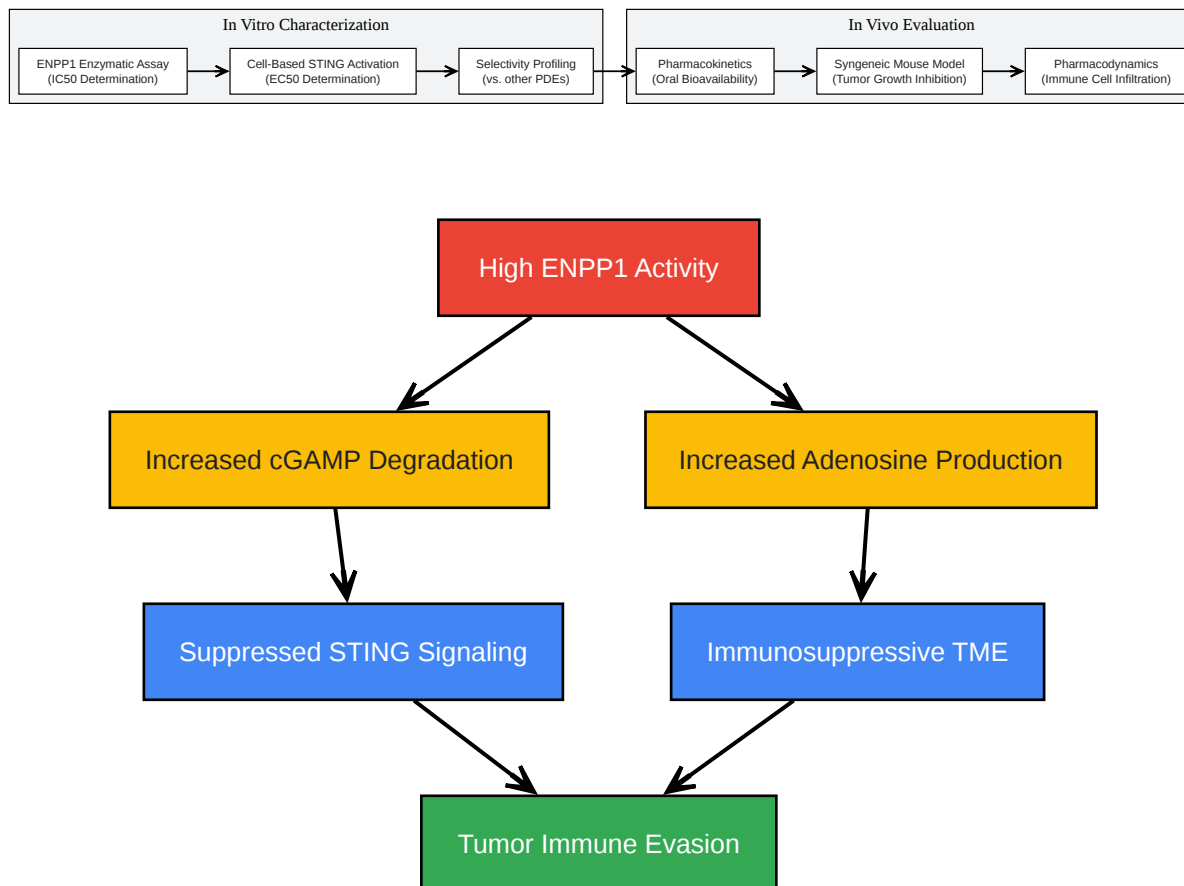 In Vitro Characterization
ENPP1 Enzymatic Assay
(IC50 Determination)
Cell-Based STING Activation
(EC50 Determination)
Selectivity Profiling
(vs. other PDEs)
In Vivo Evaluation
Pharmacokinetics
(Oral Bioavailability)
Syngeneic Mouse Model
(Tumor Growth Inhibition)
Pharmacodynamics
(Immune Cell Infiltration)
High ENPP1 Activity
Increased cGAMP Degradation
Increased Adenosine Production
Suppressed STING Signaling
Immunosuppressive TME
Tumor Immune Evasion